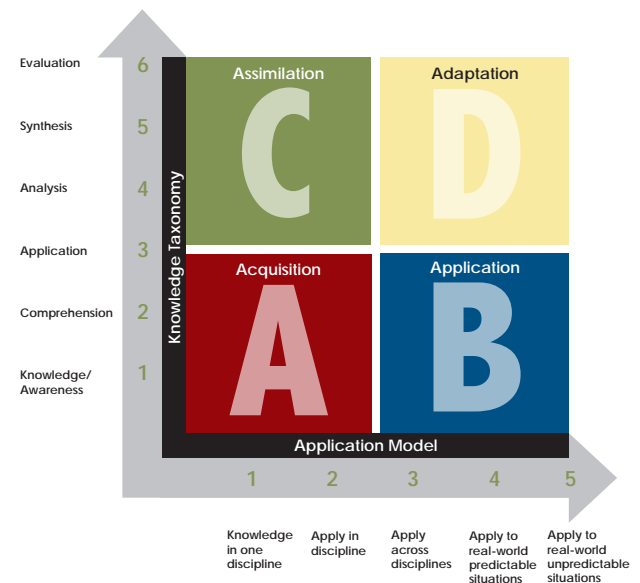 Evaluation
6
Synthesis
5
Analysis
4
Application
3
Comprehension
2
Knowledge/
Awareness
1
Knowledge Taxonomy
Assimilation
C
Adaptation
D
Acquisition
A
Application
B
Application Model
1 2 3 4 5
Knowledge
in one
discipline
Apply in
discipline
Apply
across
disciplines
Apply to
real-world
predictable
situations
Apply to
real-world
unpredictable
situations